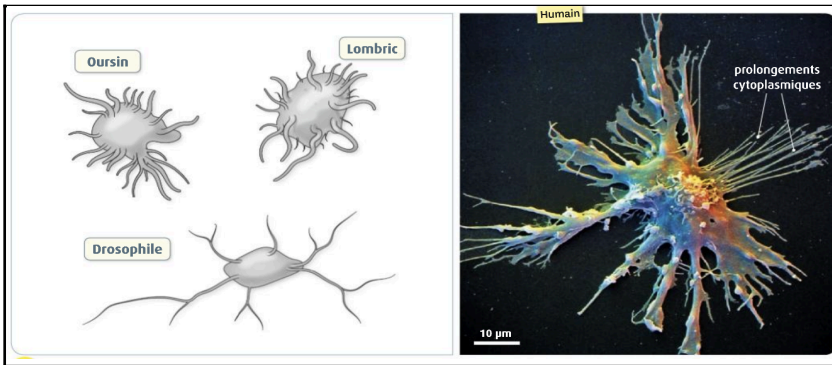 Oursin
Lombric
Drosophile
Humain
prolongements
cytoplasmiques
10 µm